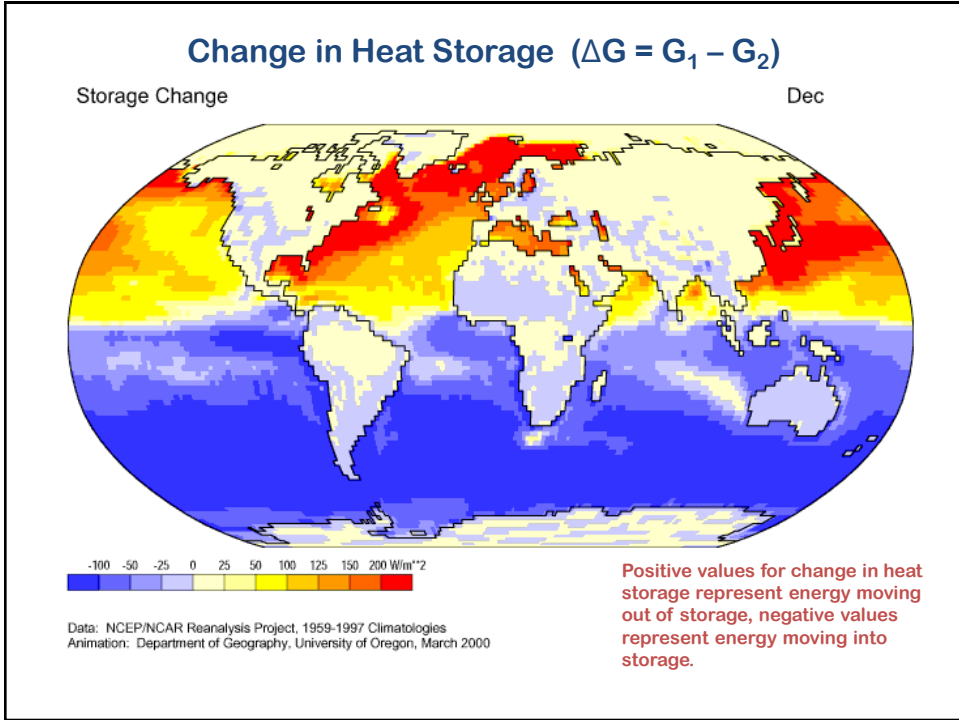 Change in Heat Storage (ΔG = G₁ – G₂)
Storage Change
Dec
-100 -50 -25 0 25 50 100 125 150 200 W/m**2
Data: NCEP/NCAR Reanalysis Project, 1959-1997 Climatologies
Animation: Department of Geography, University of Oregon, March 2000
Positive values for change in heat
storage represent energy moving
out of storage, negative values
represent energy moving into
storage.